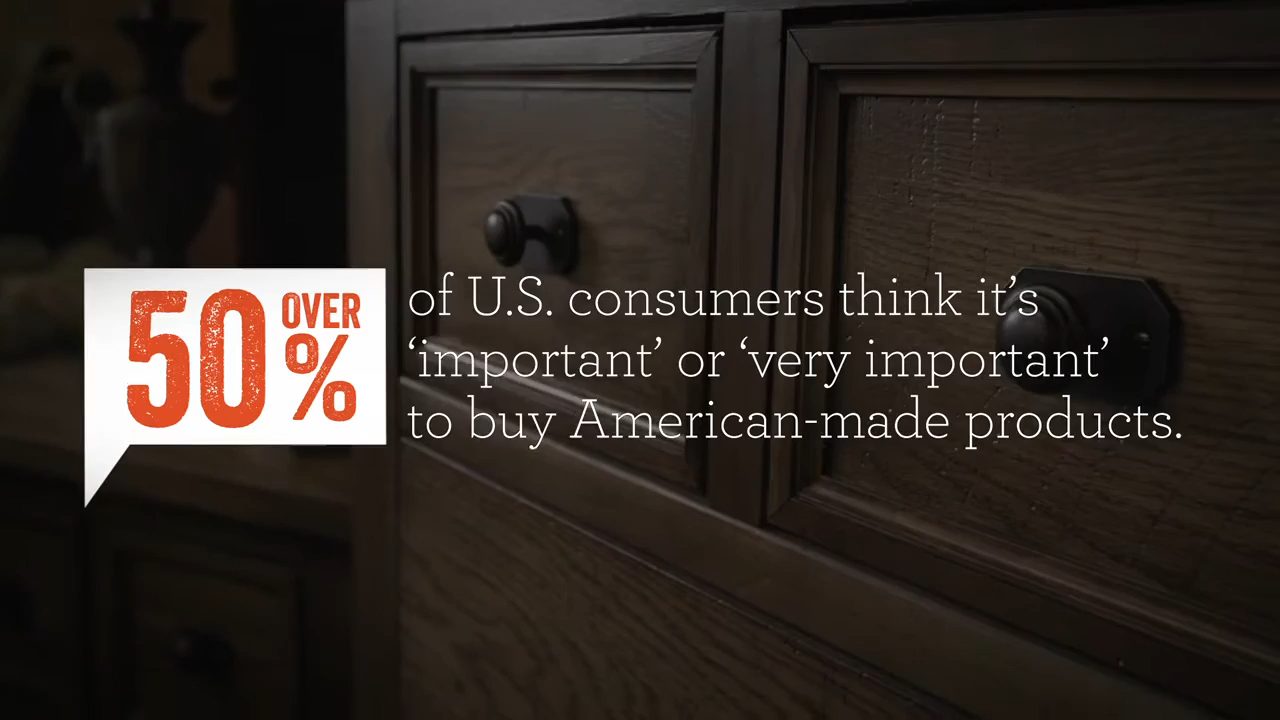 OVER
50%
of U.S. consumers think it's
‘important’ or ‘very important’
to buy American-made products.